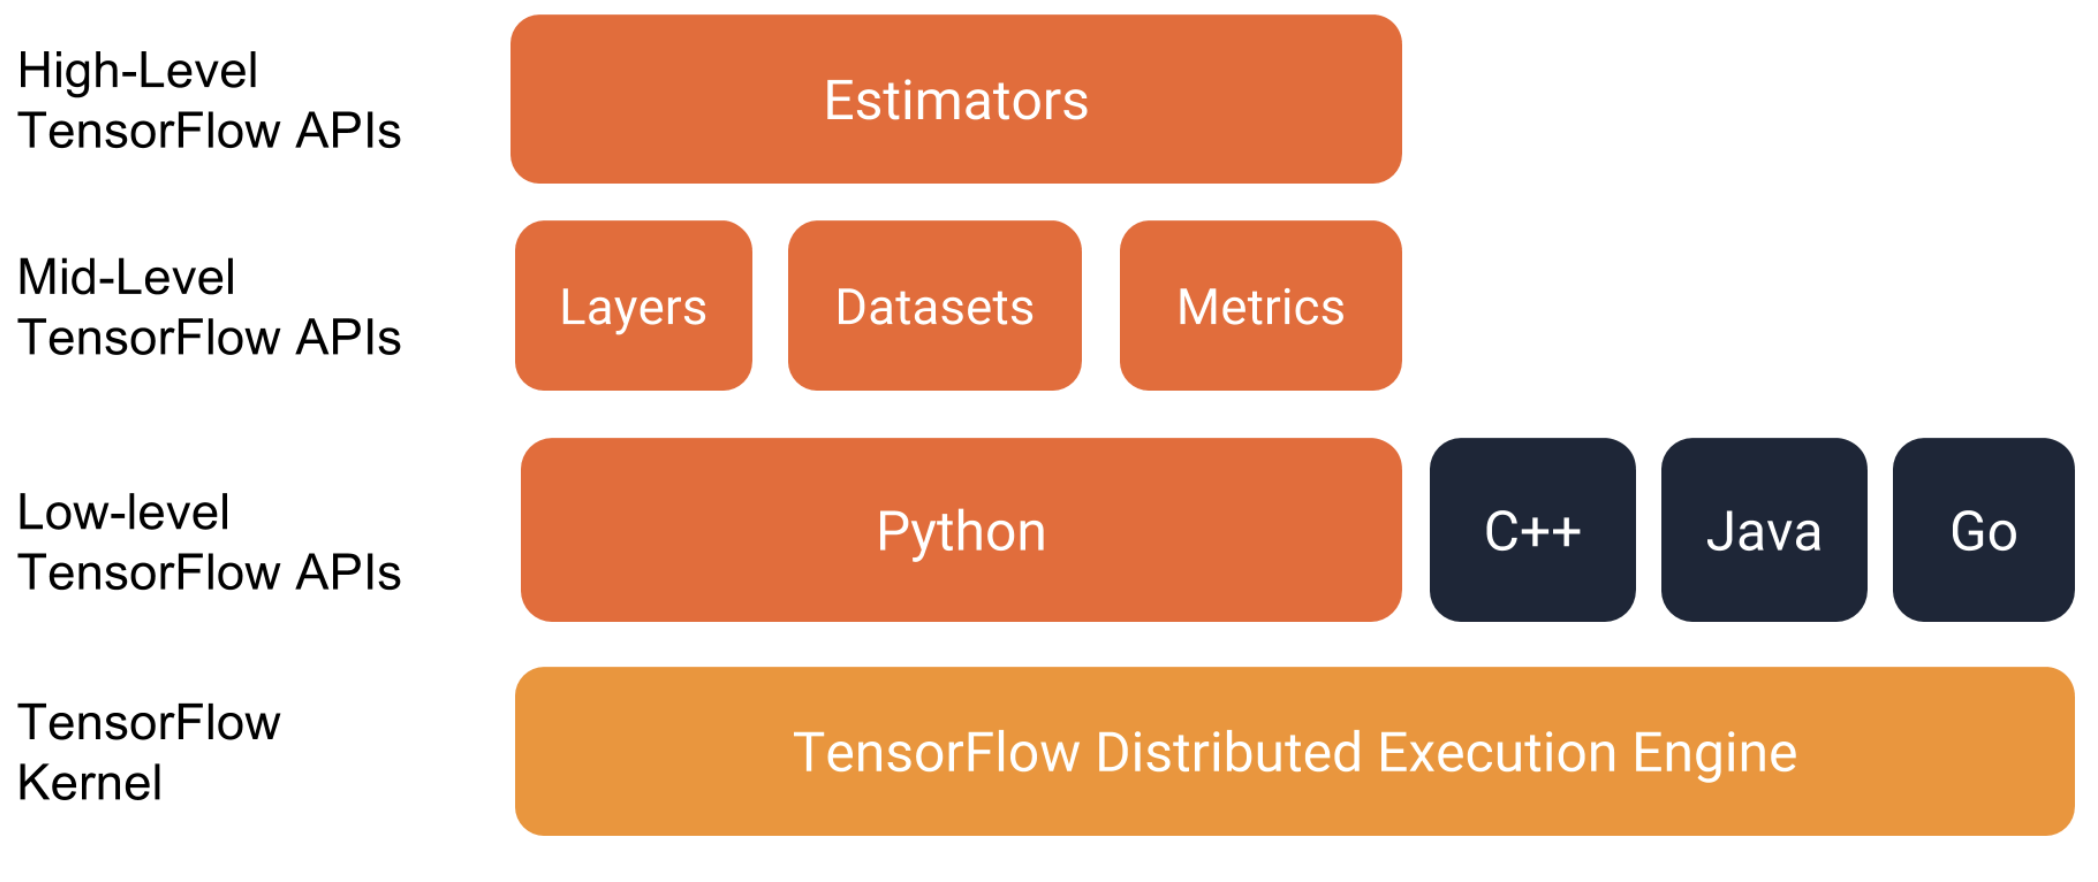 High-Level
TensorFlow APIs
Estimators
Mid-Level
TensorFlow APIs
Layers
Datasets
Metrics
Low-level
TensorFlow APIs
Python
C++
Java
Go
TensorFlow
Kernel
TensorFlow Distributed Execution Engine